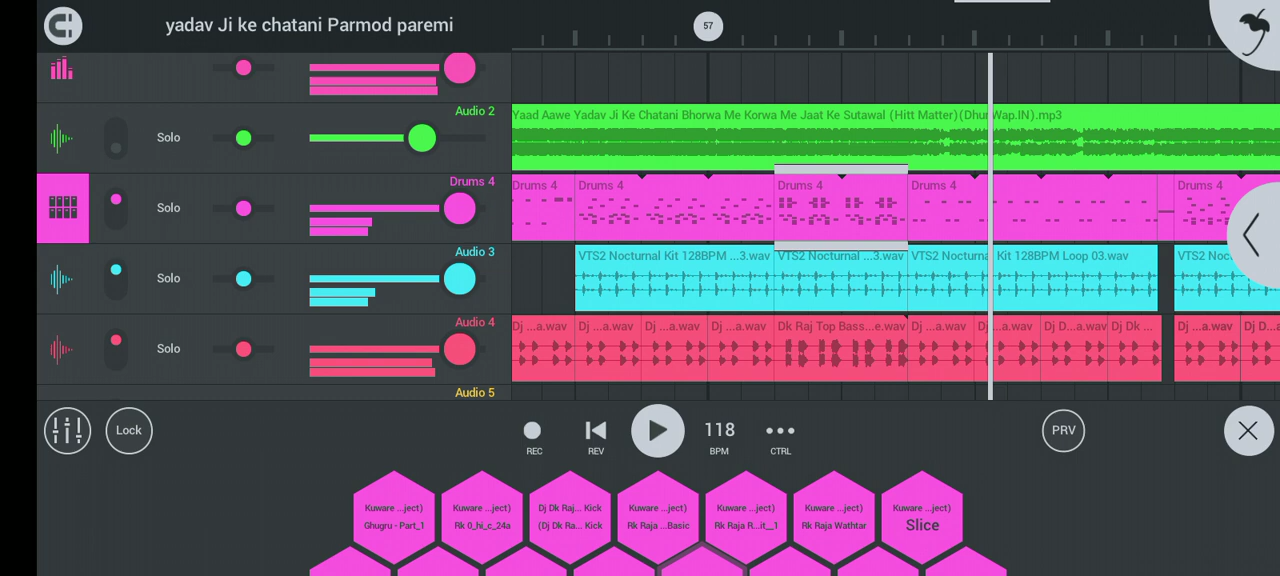 yadav Ji ke chatani Parmod paremi
57
Audio 2
Solo
Yaad Aawe Yadav Ji Ke Chatani Bhorwa Me Korwa Me Jaat Ke Sutawal (Hitt Matter)(DhunWap.IN).mp3
Drums 4
Solo
Drums 4 Drums 4 Drums 4 Drums 4 Drums 4
Audio 3
Solo
VTS2 Nocturnal Kit 128BPM ...3.wav VTS2 Nocturnal ...3.wav VTS2 Nocturnal Kit 128BPM Loop 03.wav VTS2 Noc
Audio 4
Solo
Dj ...a.wav Dj ...a.wav Dj ...a.wav Dj ...a.wav Dk Raj Top Bass...e.wav Dj ...a.wav Dj ...a.wav Dj D...a.wav Dj Dk ... Dj ...a.wav Dj D...a
Audio 5
Lock
REC
REV
118
BPM
CTRL
PRV
Kuware ...ject)
Ghugru - Part_1
Kuware ...ject)
Rk 0_hi_c_24a
Dj Dk Raj... Kick
(Dj Dk Ra... Kick
Kuware ...ject)
Rk Raja ...Basic
Kuware ...ject)
Rk Raja R...it__1
Kuware ...ject)
Rk Raja Wathtar
Kuware ...ject)
Slice